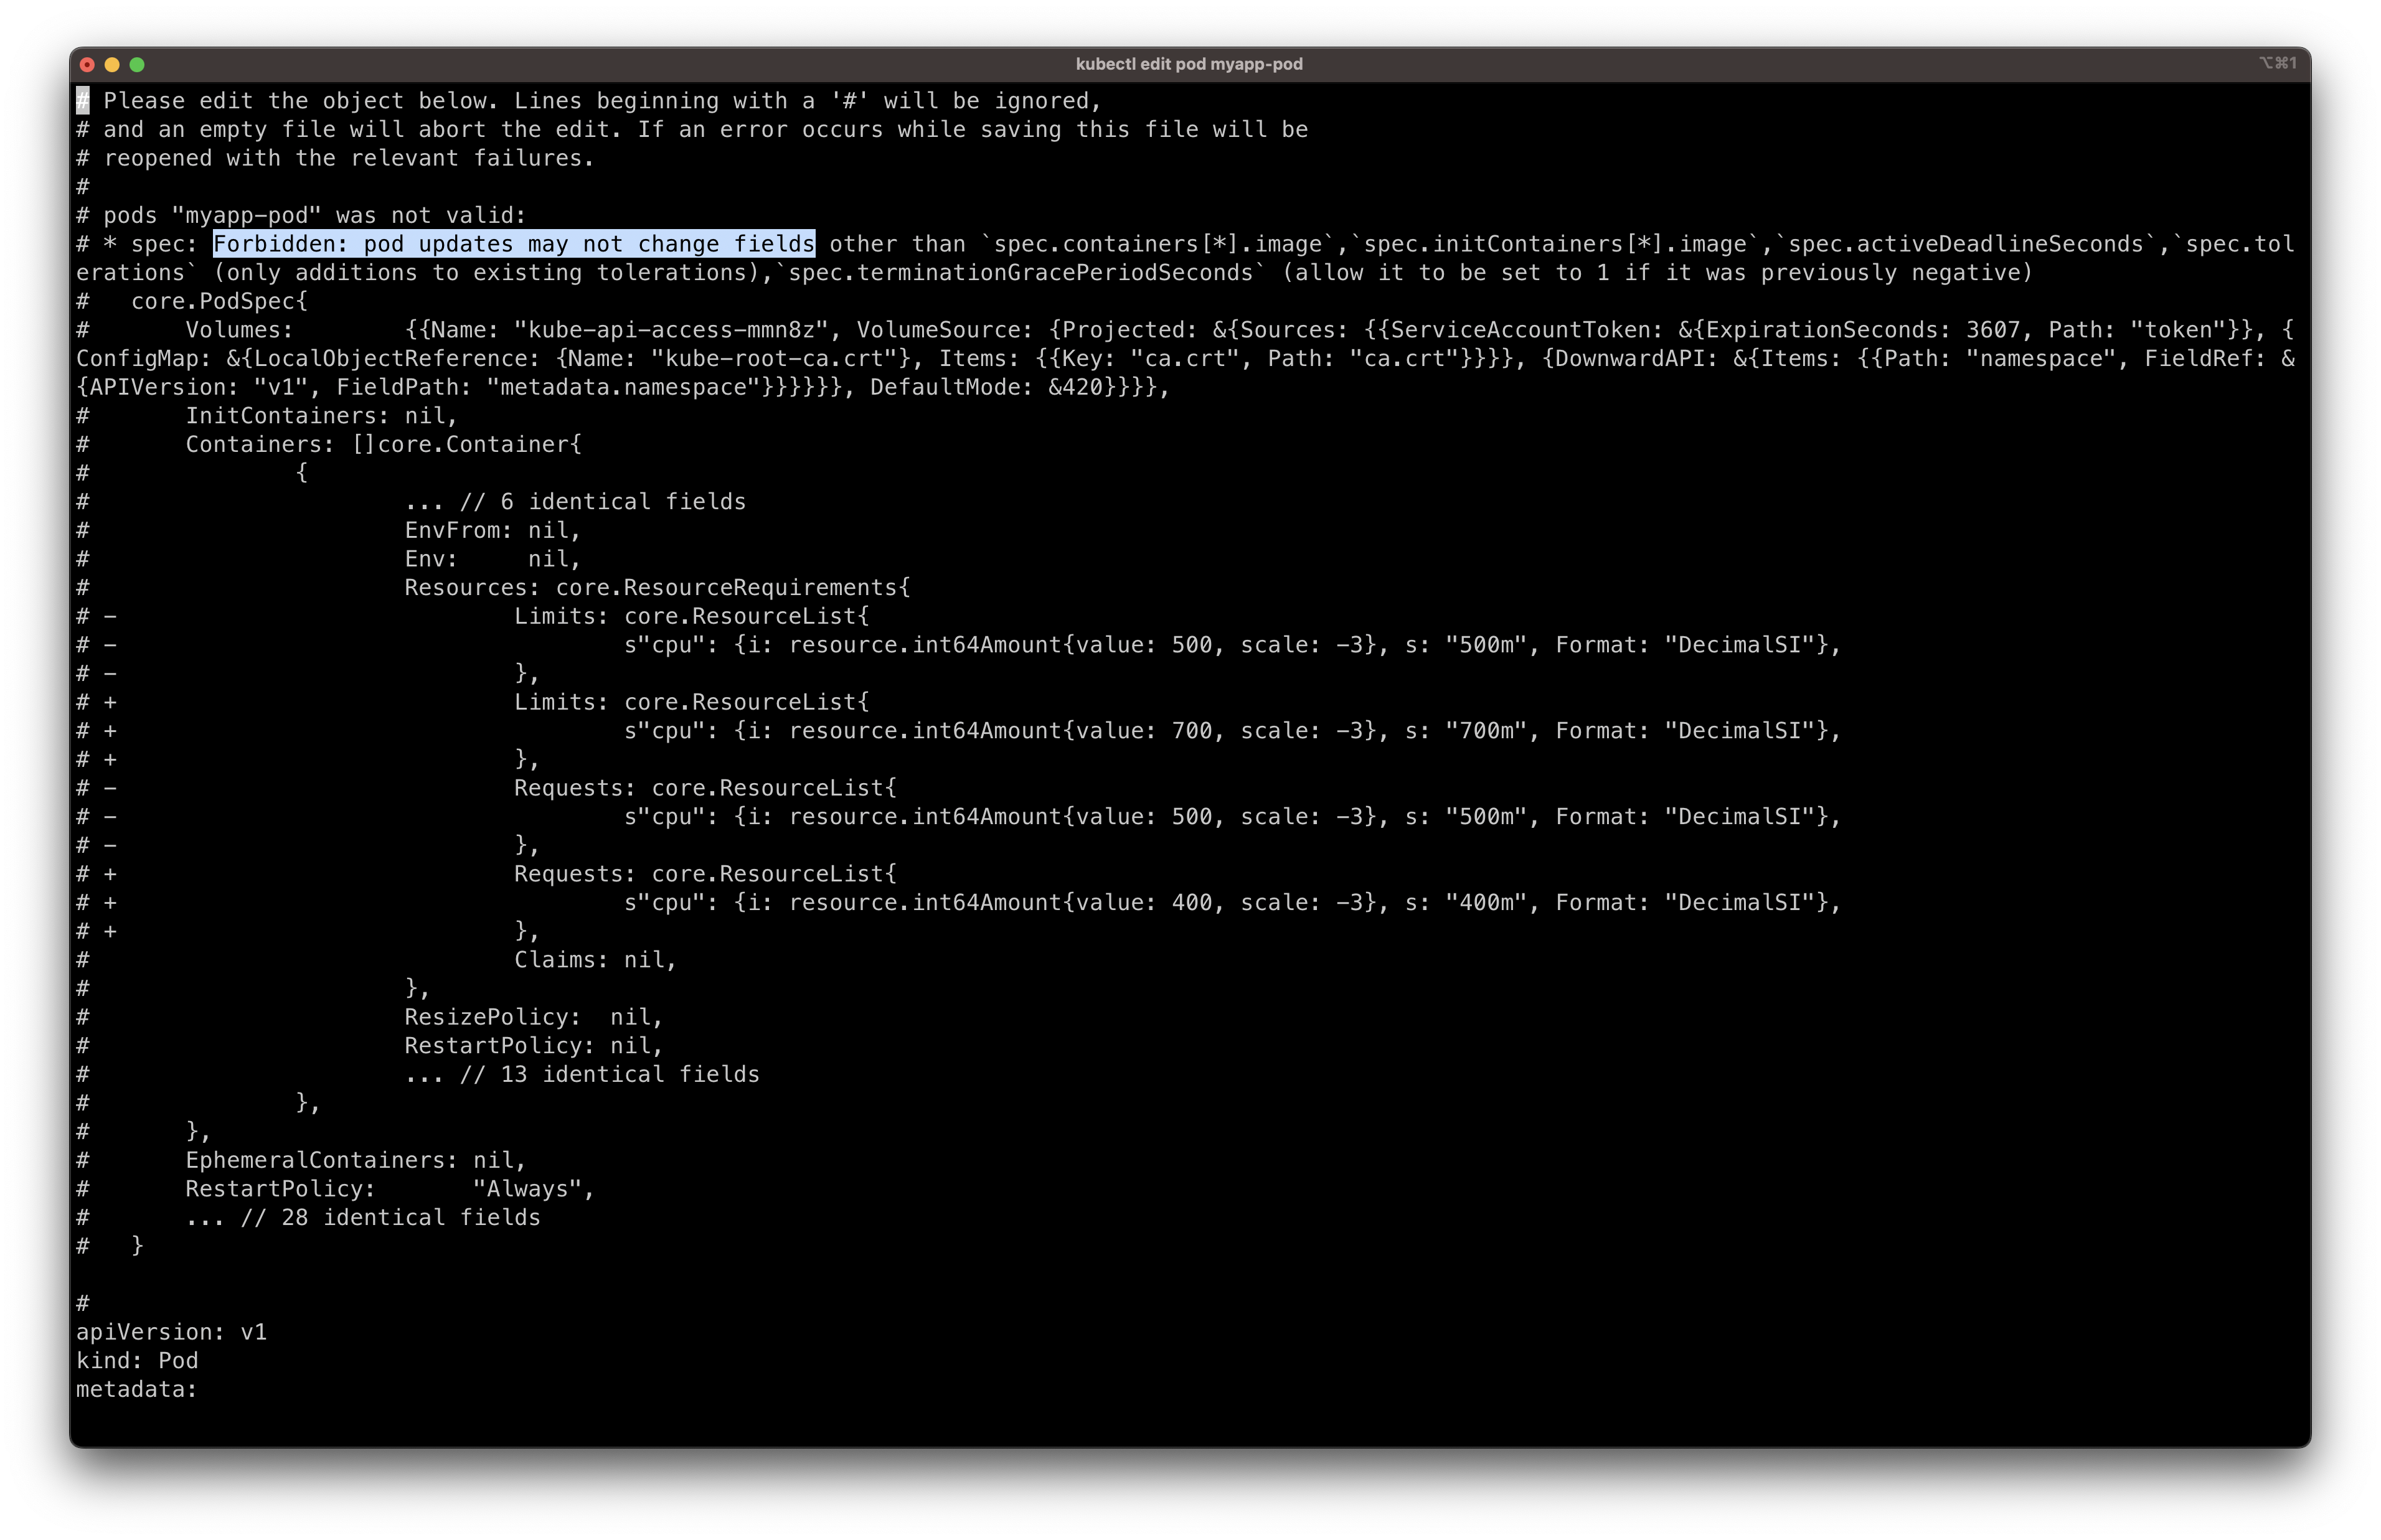 kubectl edit pod myapp-pod
⌥⌘1
# Please edit the object below. Lines beginning with a '#' will be ignored,
# and an empty file will abort the edit. If an error occurs while saving this file will be
# reopened with the relevant failures.
#
# pods "myapp-pod" was not valid:
# * spec: Forbidden: pod updates may not change fields other than `spec.containers[*].image`,`spec.initContainers[*].image`,`spec.activeDeadlineSeconds`,`spec.tol
erations` (only additions to existing tolerations),`spec.terminationGracePeriodSeconds` (allow it to be set to 1 if it was previously negative)
#   core.PodSpec{
#       Volumes:        {{Name: "kube-api-access-mmn8z", VolumeSource: {Projected: &{Sources: {{ServiceAccountToken: &{ExpirationSeconds: 3607, Path: "token"}}, {
ConfigMap: &{LocalObjectReference: {Name: "kube-root-ca.crt"}, Items: {{Key: "ca.crt", Path: "ca.crt"}}}}, {DownwardAPI: &{Items: {{Path: "namespace", FieldRef: &
{APIVersion: "v1", FieldPath: "metadata.namespace"}}}}}}, DefaultMode: &420}}}},
#       InitContainers: nil,
#       Containers: []core.Container{
#               {
#                       ... // 6 identical fields
#                       EnvFrom: nil,
#                       Env:     nil,
#                       Resources: core.ResourceRequirements{
# -                             Limits: core.ResourceList{
# -                                     s"cpu": {i: resource.int64Amount{value: 500, scale: -3}, s: "500m", Format: "DecimalSI"},
# -                             },
# +                             Limits: core.ResourceList{
# +                                     s"cpu": {i: resource.int64Amount{value: 700, scale: -3}, s: "700m", Format: "DecimalSI"},
# +                             },
# -                             Requests: core.ResourceList{
# -                                     s"cpu": {i: resource.int64Amount{value: 500, scale: -3}, s: "500m", Format: "DecimalSI"},
# -                             },
# +                             Requests: core.ResourceList{
# +                                     s"cpu": {i: resource.int64Amount{value: 400, scale: -3}, s: "400m", Format: "DecimalSI"},
# +                             },
#                               Claims: nil,
#                       },
#                       ResizePolicy:  nil,
#                       RestartPolicy: nil,
#                       ... // 13 identical fields
#               },
#       },
#       EphemeralContainers: nil,
#       RestartPolicy:       "Always",
#       ... // 28 identical fields
#   }
#
apiVersion: v1
kind: Pod
metadata: